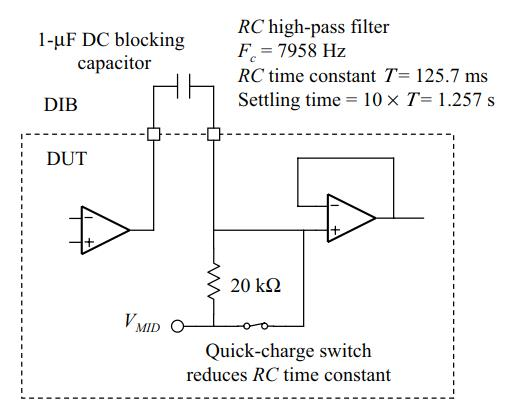 1-μF DC blocking
capacitor
RC high-pass filter
Fc = 7958 Hz
RC time constant T= 125.7 ms
Settling time = 10 × T= 1.257 s
DIB
DUT
−
+
−
+
20 kΩ
VMID
Quick-charge switch
reduces RC time constant